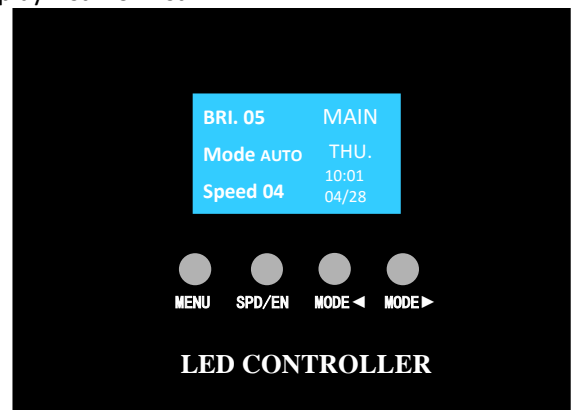 BRI. 05 MAIN
Mode AUTO THU.
10:01
Speed 04 04/28
MENU SPD/EN MODE◄ MODE►
LED CONTROLLER